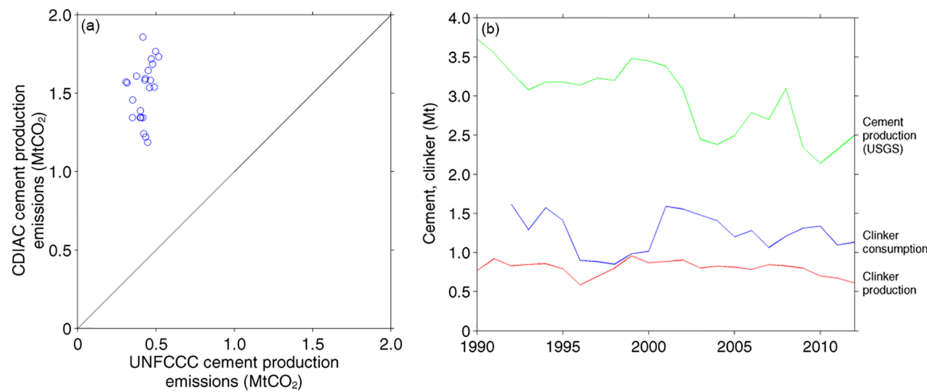 (a)
2.0
1.5
1.0
0.5
0
CDIAC cement production
emissions (MtCO₂)
0 0.5 1.0 1.5 2.0
UNFCCC cement production
emissions (MtCO₂)
(b)
4.0
3.5
3.0
2.5
2.0
1.5
1.0
0.5
0
Cement, clinker (Mt)
1990 1995 2000 2005 2010
Cement
production
(USGS)
Clinker
consumption
Clinker
production